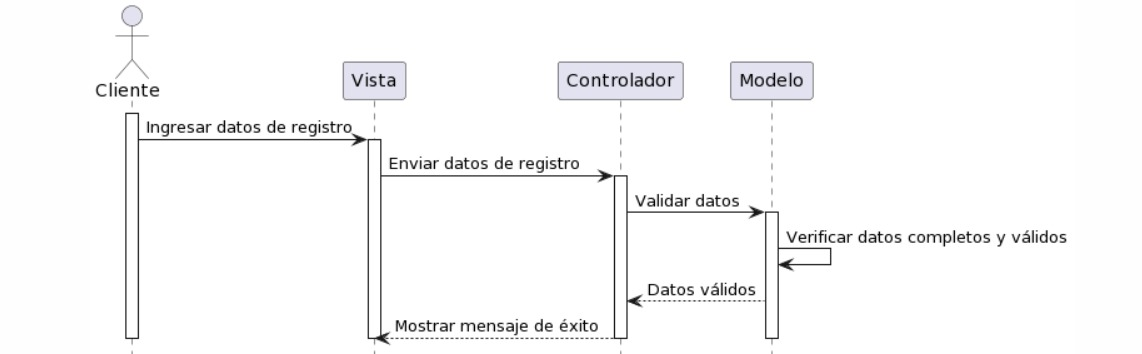 Cliente
Vista
Controlador
Modelo
Ingresar datos de registro
Enviar datos de registro
Validar datos
Verificar datos completos y válidos
Datos válidos
Mostrar mensaje de éxito